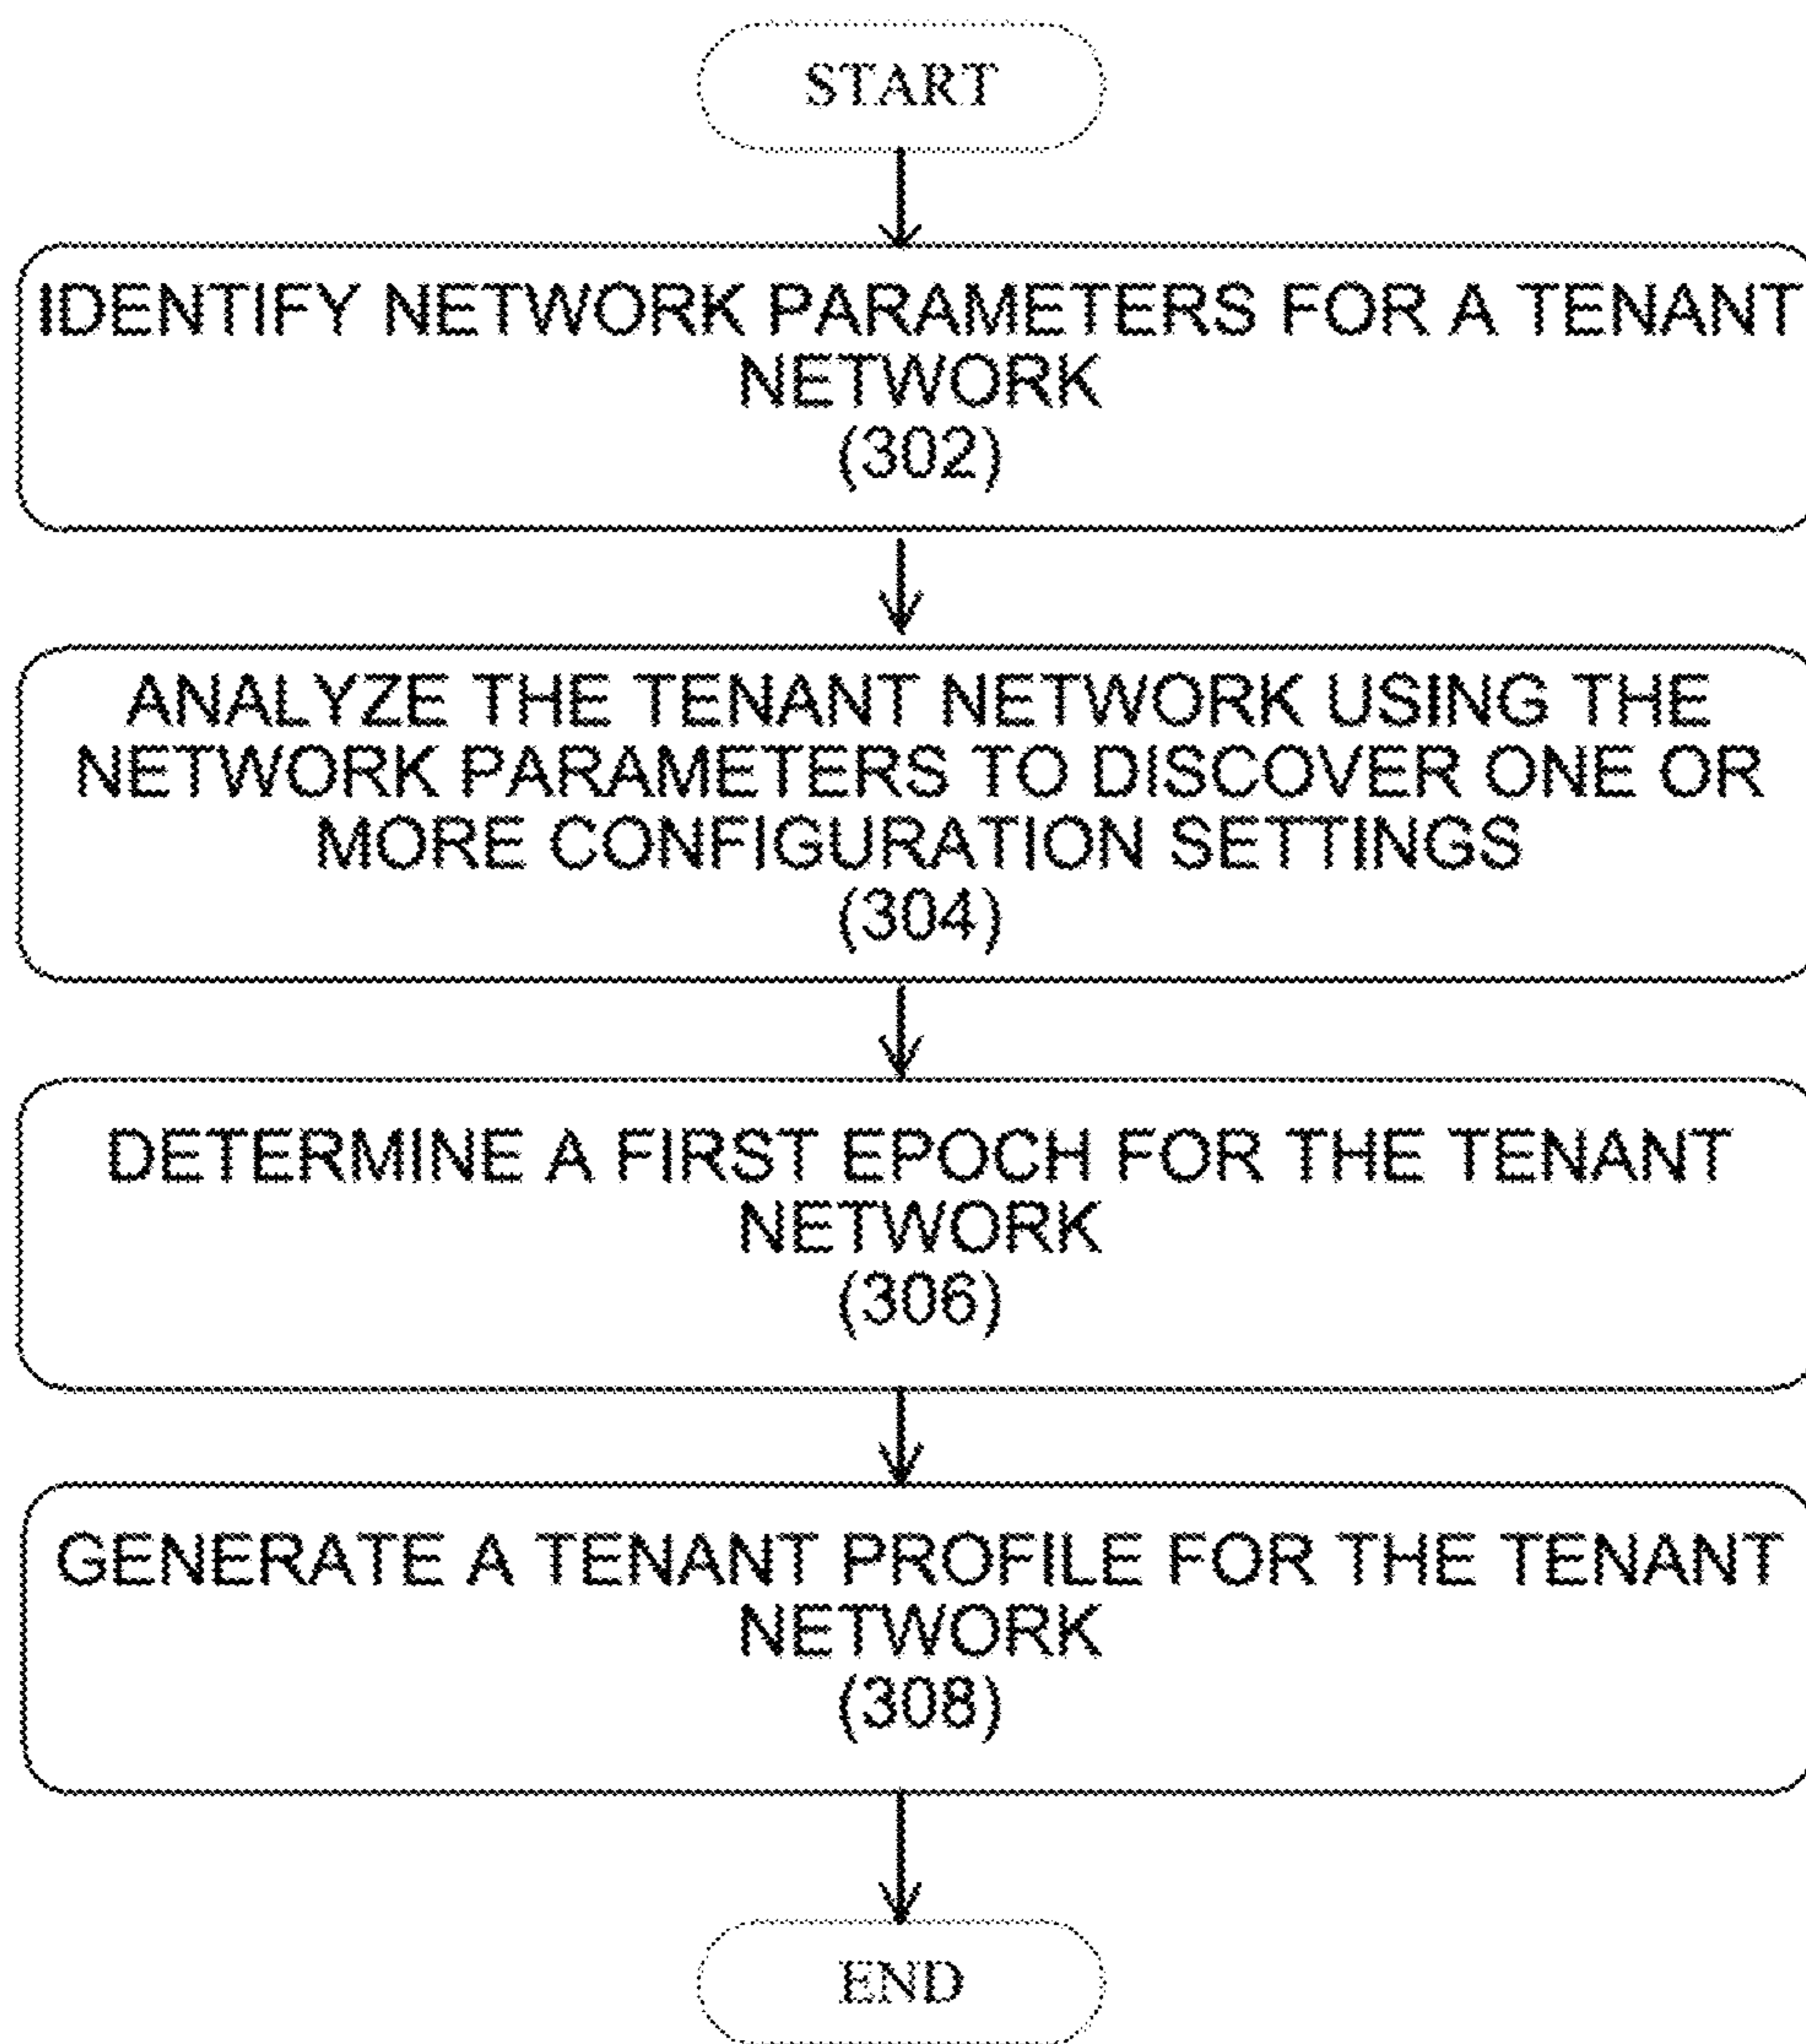 START
IDENTIFY NETWORK PARAMETERS FOR A TENANT
NETWORK
(302)
ANALYZE THE TENANT NETWORK USING THE
NETWORK PARAMETERS TO DISCOVER ONE OR
MORE CONFIGURATION SETTINGS
(304)
DETERMINE A FIRST EPOCH FOR THE TENANT
NETWORK
(306)
GENERATE A TENANT PROFILE FOR THE TENANT
NETWORK
(308)
END